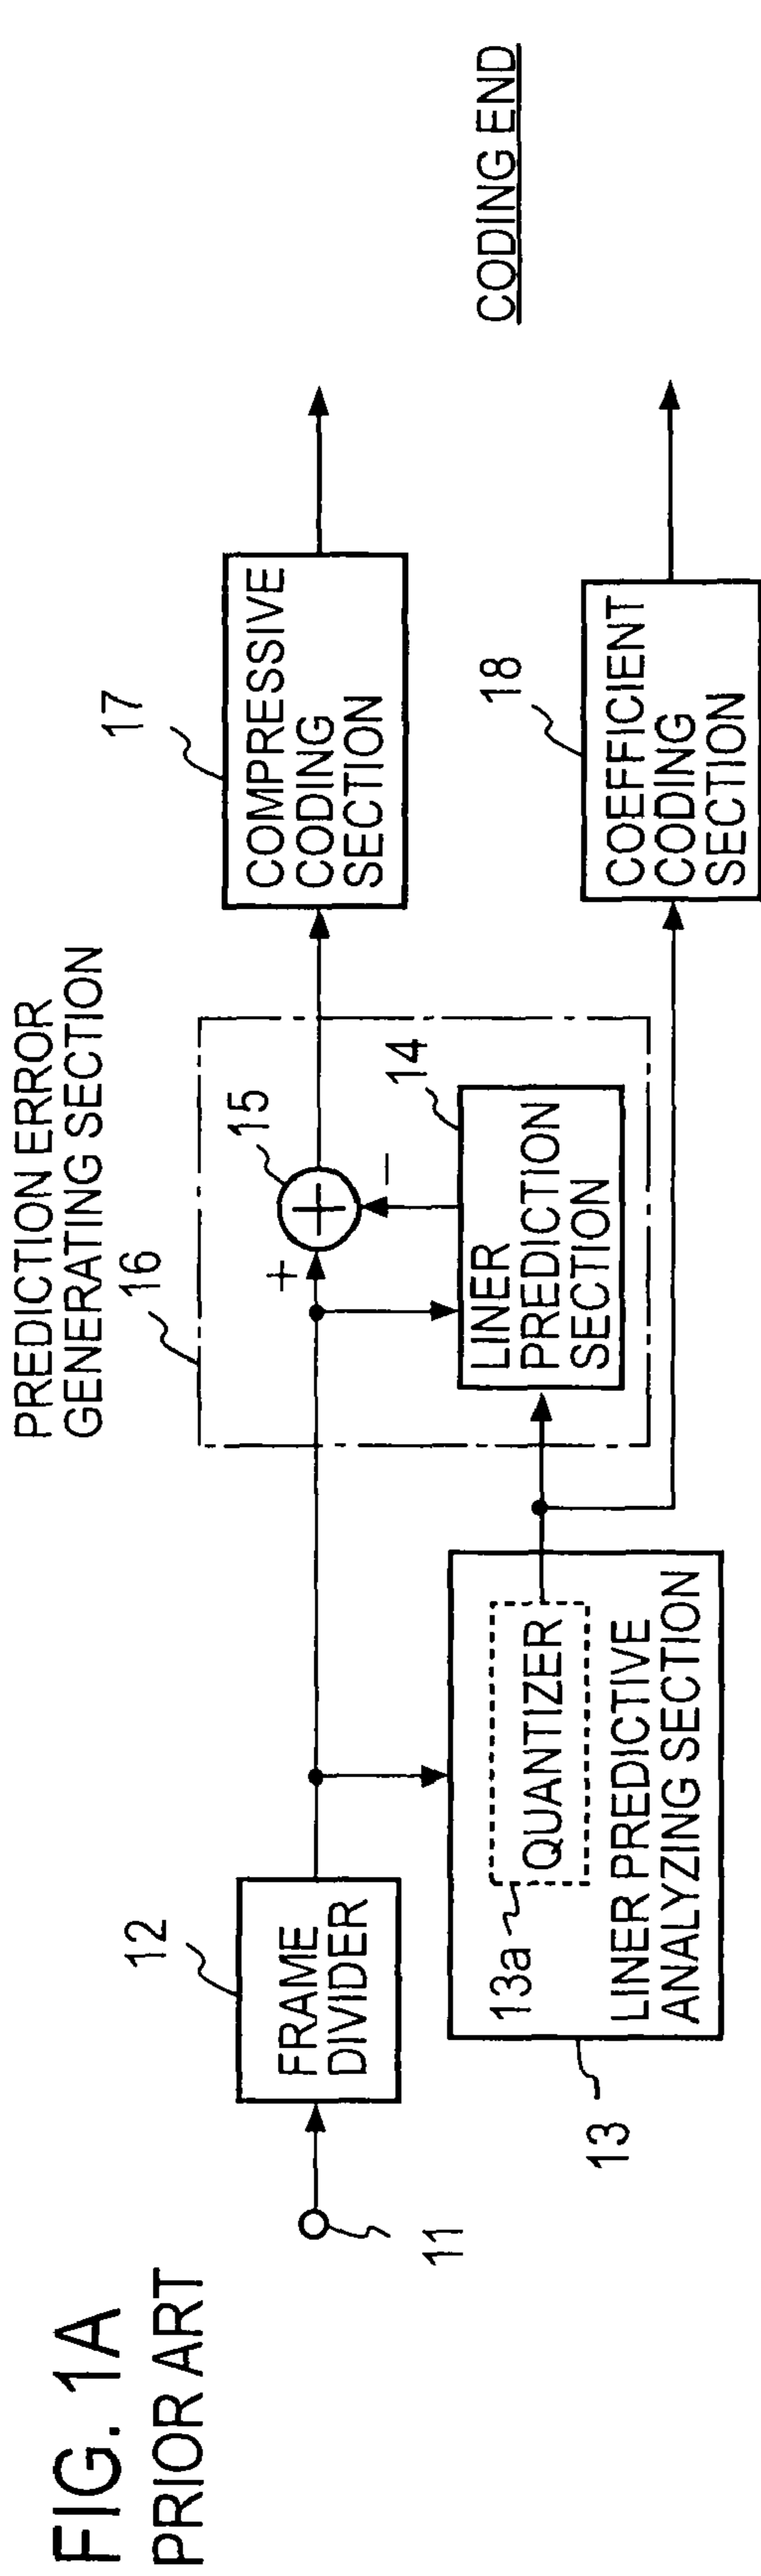 FIG. 1A
PRIOR ART
11
12
FRAME
DIVIDER
13
13a
QUANTIZER
LINER PREDICTIVE
ANALYZING SECTION
PREDICTION ERROR
GENERATING SECTION
16
+
15
−
14
LINER
PREDICTION
SECTION
17
COMPRESSIVE
CODING
SECTION
18
COEFFICIENT
CODING
SECTION
CODING END